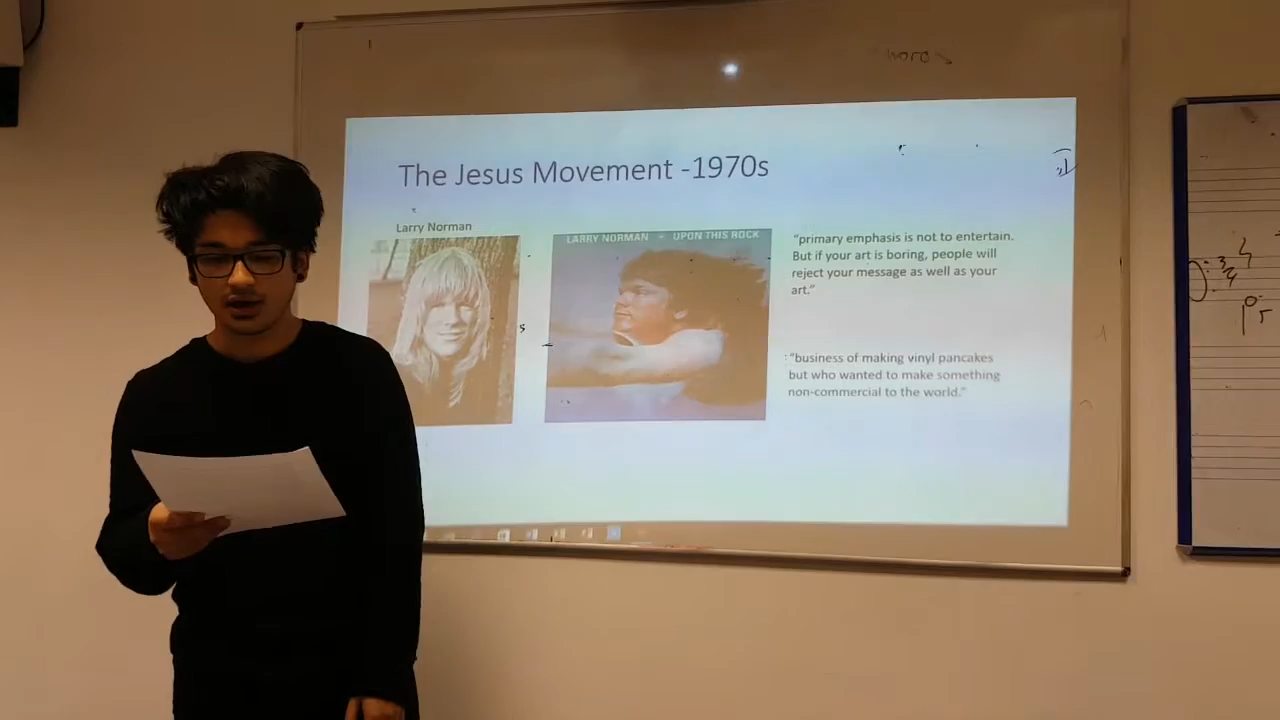 words
The Jesus Movement -1970s
Larry Norman
LARRY NORMAN - UPON THIS ROCK
“primary emphasis is not to entertain.
But if your art is boring, people will
reject your message as well as your
art.”
“business of making vinyl pancakes
but who wanted to make something
non-commercial to the world.”